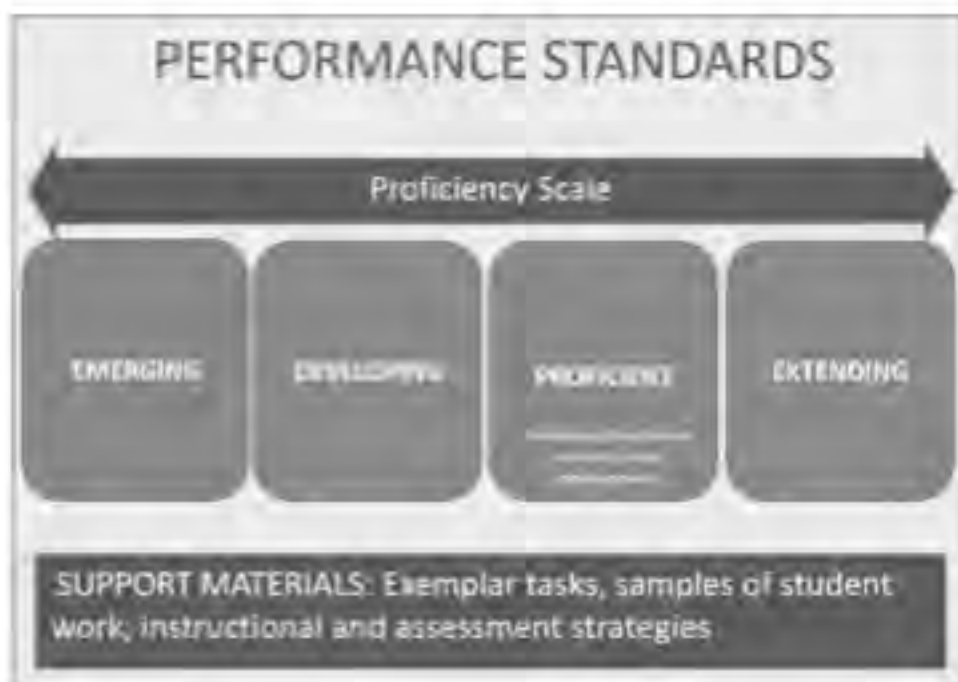 PERFORMANCE STANDARDS
Proficiency Scale
EMERGING
DEVELOPING
PROFICIENT
EXTENDING
SUPPORT MATERIALS: Exemplar tasks, samples of student
work, instructional and assessment strategies